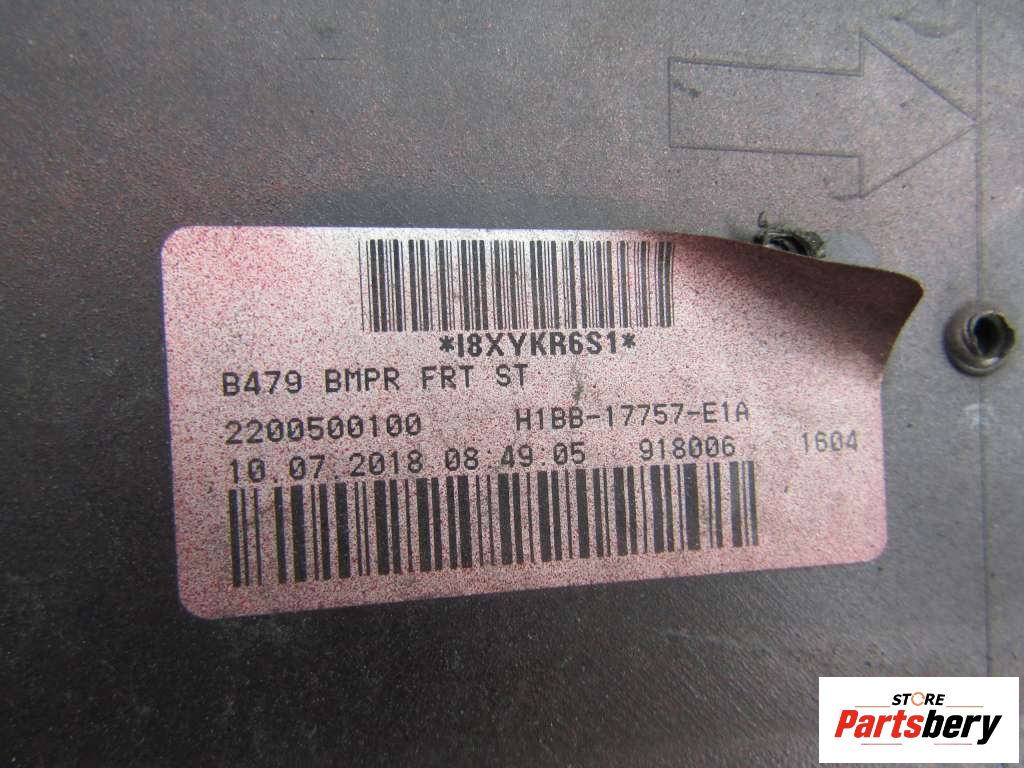 *I8XYKR6S1*
B479 BMPR FRT ST
2200500100 H1BB-17757-E1A
10.07.2018 08:49:05 918006 1604
STORE
Partsbery